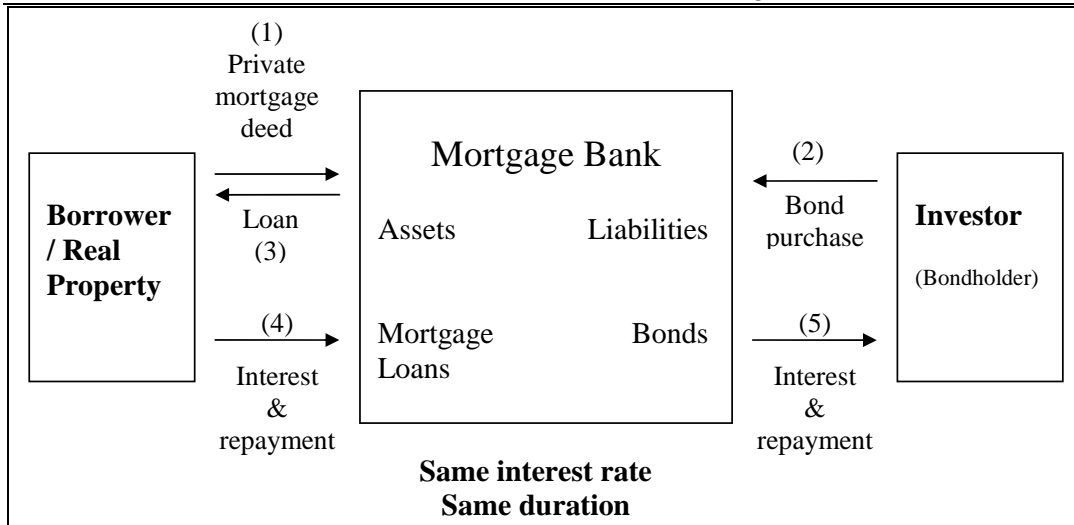 (1)
Private
mortgage
deed
Borrower
/ Real
Property
Loan
(3)
(4)
Interest
&
repayment
Mortgage Bank
Assets Liabilities
Mortgage Bonds
Loans
(2)
Bond
purchase
(5)
Interest
&
repayment
Investor
(Bondholder)
Same interest rate
Same duration